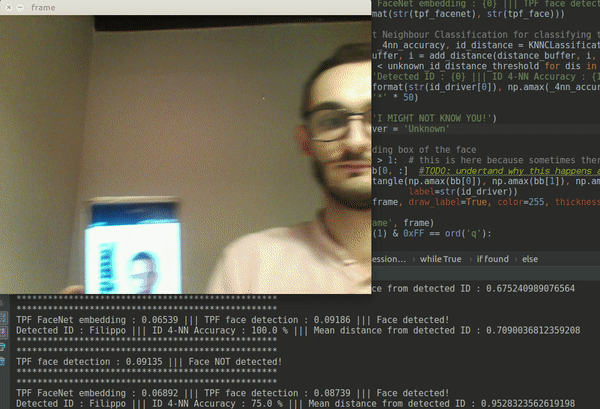 frame
FaceNet embedding : {0} ||| TPF face detect
mat(str(tpf_facenet), str(tpf_face)))
t Neighbour Classification for classifying t
_4nn_accuracy, id_distance = KNNCLassificat
uffer, i = add_distance(distance_buffer, i,
< unknown_id_distance_threshold for dis in
'Detected ID : {0} ||| ID 4-NN Accuracy : {1
format(str(id_driver[0]), np.amax(_4nn_accur
'*' * 50)
'I MIGHT NOT KNOW YOU!')
ver = 'Unknown'
ding box of the face
> 1: # this is here because sometimes ther
b[0, :] #TODO: undertand why this happens a
tangle(np.amax(bb[0]), np.amax(bb[1]), np.am
label=str(id_driver))
frame, draw_label=True, color=255, thickness
ame', frame)
(1) & 0xFF == ord('q'):
ession... › while True › if found › else
ce from detected ID : 0.675240989076564
**************************************************
**************************************************
TPF FaceNet embedding : 0.06539 ||| TPF face detection : 0.09186 ||| Face detected!
Detected ID : Filippo ||| ID 4-NN Accuracy : 100.0 % ||| Mean distance from detected ID : 0.7090036812359208
**************************************************
**************************************************
TPF face detection : 0.09135 ||| Face NOT detected!
**************************************************
**************************************************
TPF FaceNet embedding : 0.06892 ||| TPF face detection : 0.08739 ||| Face detected!
Detected ID : Filippo ||| ID 4-NN Accuracy : 75.0 % ||| Mean distance from detected ID : 0.9528323562619198